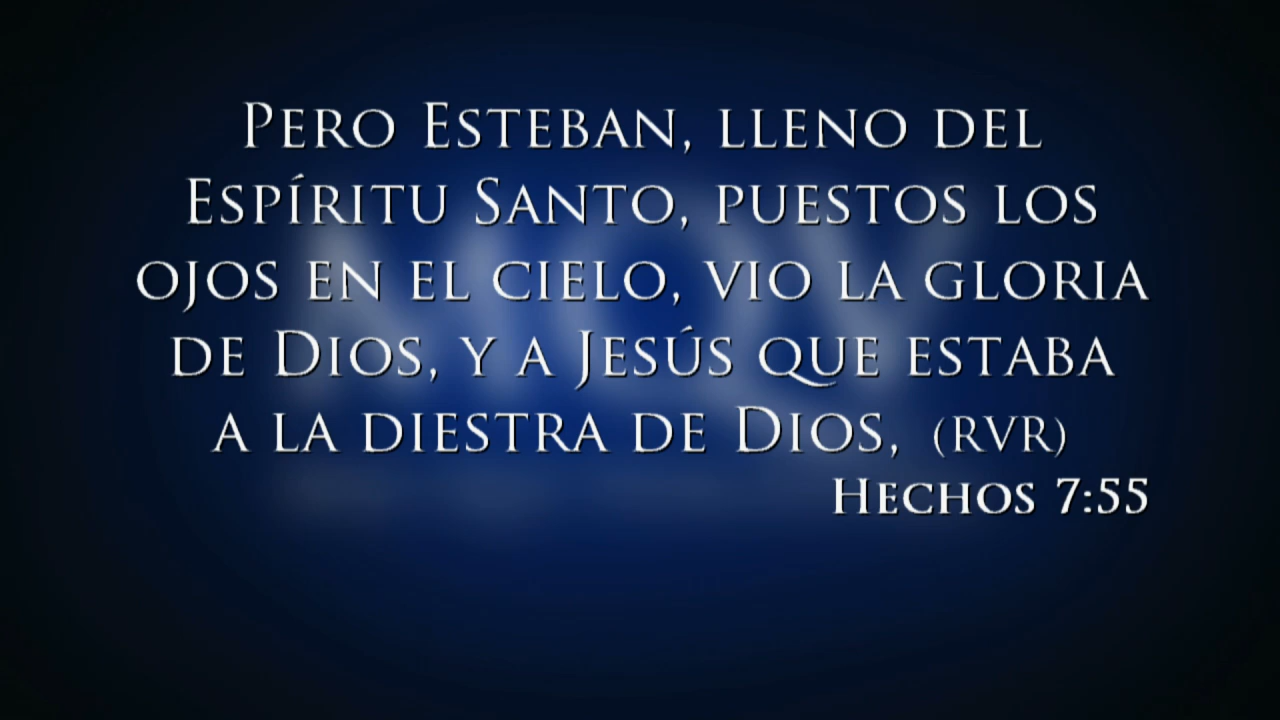 Pero Esteban, lleno del
Espíritu Santo, puestos los
ojos en el cielo, vio la gloria
de Dios, y a Jesús que estaba
a la diestra de Dios, (RVR)
Hechos 7:55